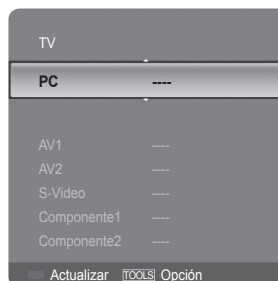 TV
PC ----
AV1 ----
AV2 ----
S-Video ----
Componente1 ----
Componente2 ----
Actualizar TOOLS Opción